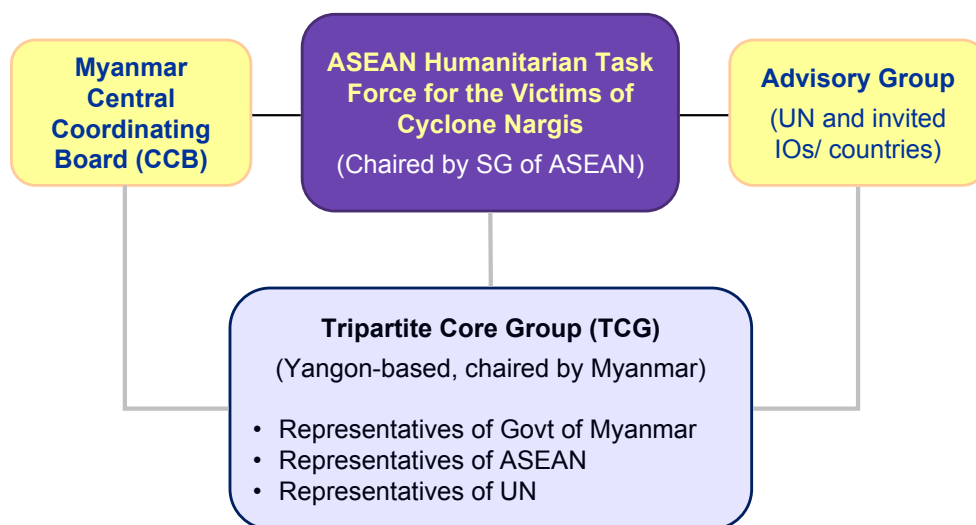 Myanmar
Central
Coordinating
Board (CCB)
ASEAN Humanitarian Task
Force for the Victims of
Cyclone Nargis
(Chaired by SG of ASEAN)
Advisory Group
(UN and invited
IOs/ countries)
Tripartite Core Group (TCG)
(Yangon-based, chaired by Myanmar)
• Representatives of Govt of Myanmar
• Representatives of ASEAN
• Representatives of UN